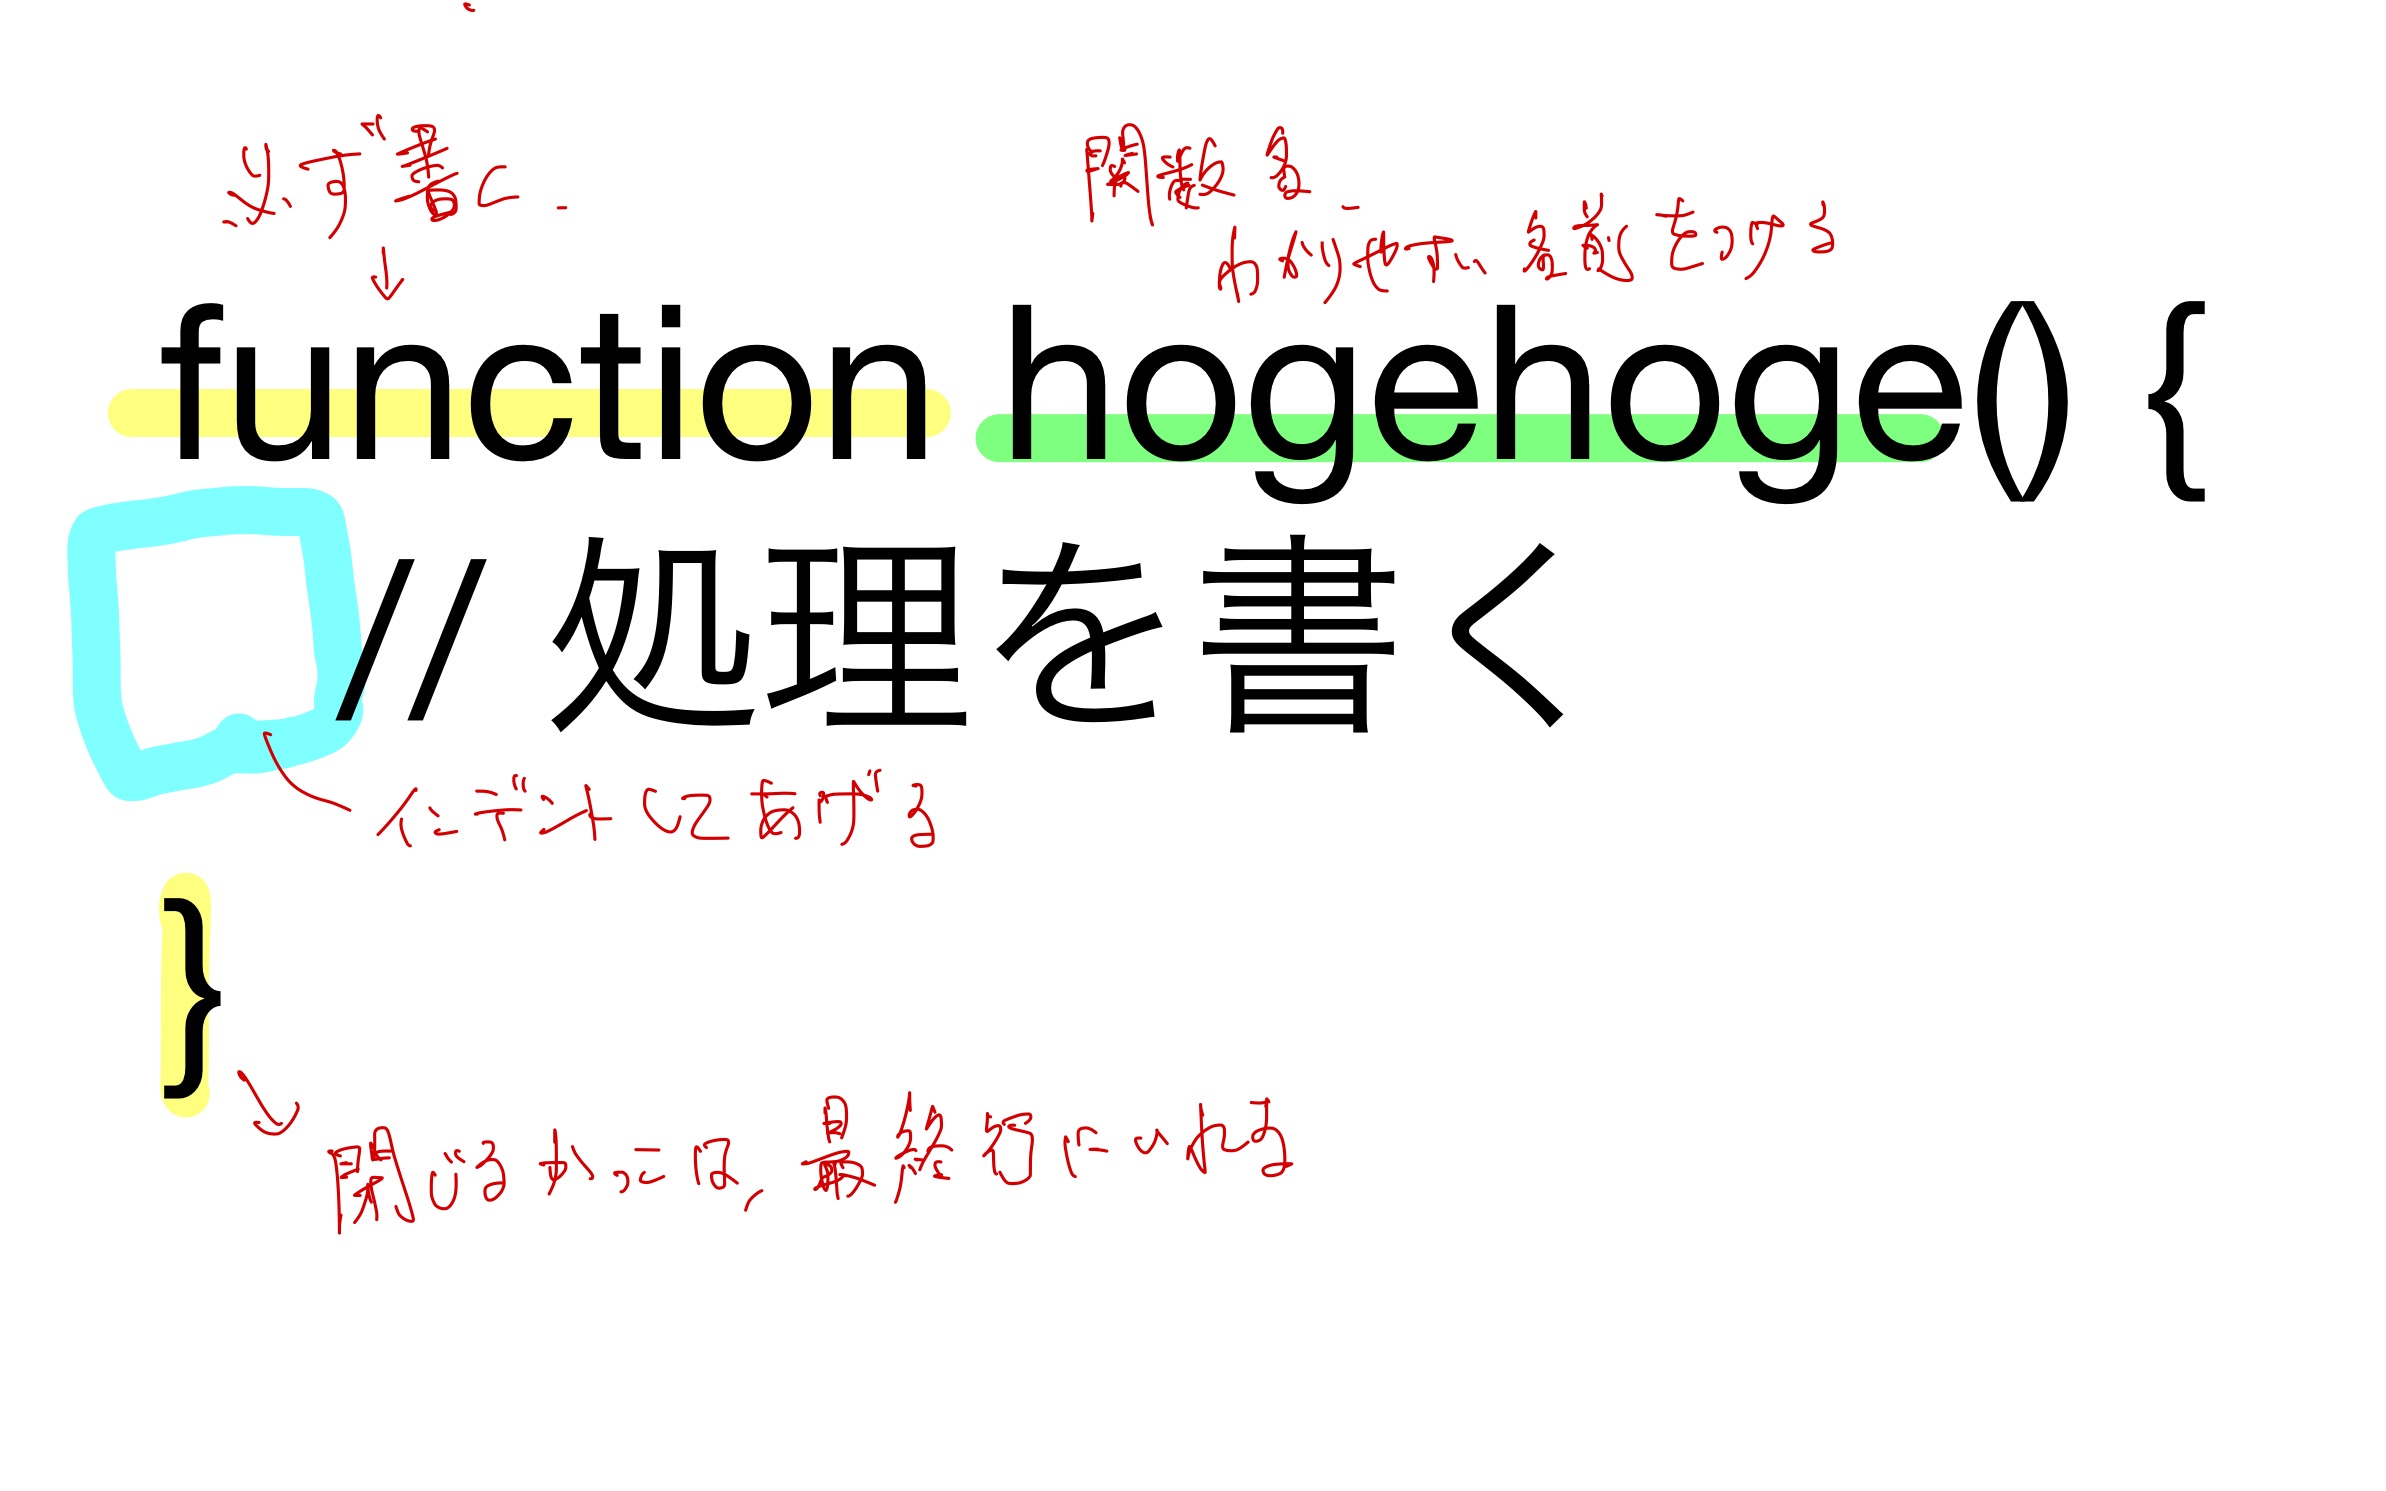 必ず書く.
関数名.
わかりやすい名前をつける
function hogehoge() {
// 処理を書く
インデントしてあげる
}
閉じるかっこは、最終行にいれる